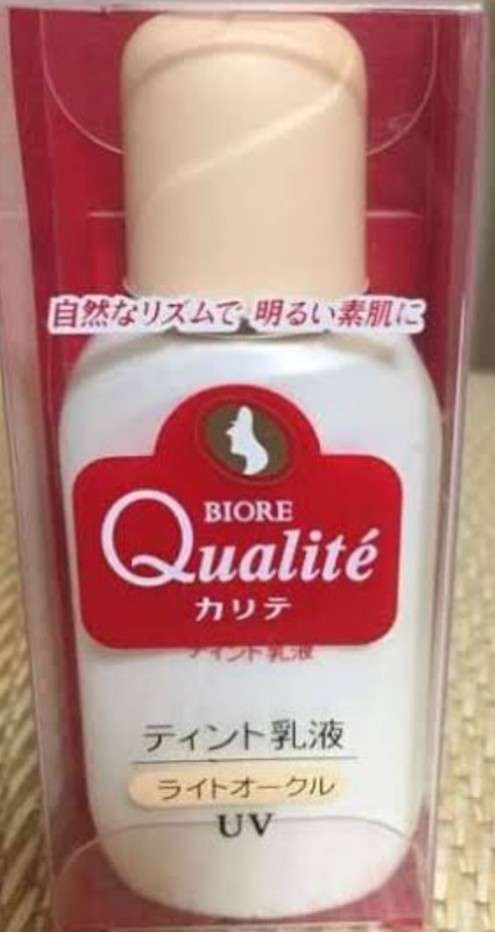 自然なリズムで 明るい素肌に
BIORE
Qualité
カリテ
ティント乳液
ティント乳液
ライトオークル
UV